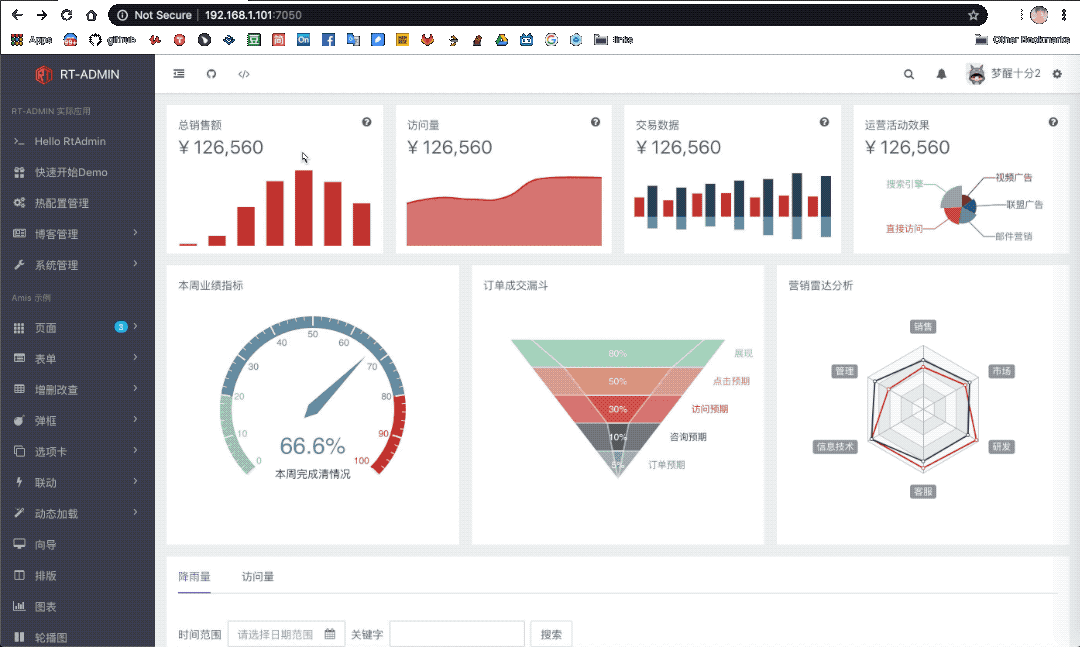 Not Secure | 192.168.1.101:7050
Apps github links Other Bookmarks
RT-ADMIN
梦醒十分2
RT-ADMIN 实际应用
Hello RtAdmin
快速开始Demo
热配置管理
博客管理
系统管理
Amis 示例
页面 3
表单
增删改查
弹框
选项卡
联动
动态加载
向导
排版
图表
轮播图
总销售额
¥ 126,560
访问量
¥ 126,560
交易数据
¥ 126,560
运营活动效果
¥ 126,560
搜索引擎
视频广告
联盟广告
直接访问
邮件营销
本周业绩指标
0
10
20
30
40
50
60
70
80
90
100
66.6%
本周完成清情况
订单成交漏斗
80% 展现
50% 点击预期
30% 访问预期
10% 咨询预期
5% 订单预期
营销雷达分析
销售
管理
市场
信息技术
研发
客服
降雨量 访问量
时间范围 请选择日期范围 关键字 搜索